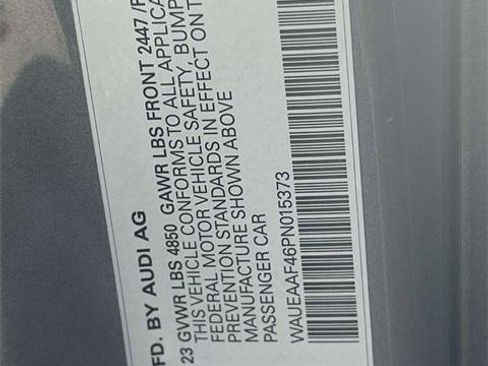 FD. BY AUDI AG
23 GVWR LBS 4850 GAWR LBS FRONT 2447 /R
THIS VEHICLE CONFORMS TO ALL APPLICA
FEDERAL MOTOR VEHICLE SAFETY, BUMP
PREVENTION STANDARDS IN EFFECT ON T
MANUFACTURE SHOWN ABOVE
PASSENGER CAR
WAUEAAF46PN015373